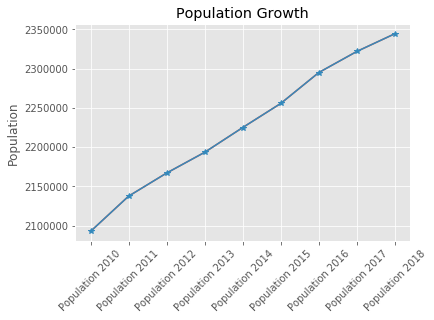 Population Growth
2350000
2300000
2250000
2200000
2150000
2100000
Population
Population 2010
Population 2011
Population 2012
Population 2013
Population 2014
Population 2015
Population 2016
Population 2017
Population 2018